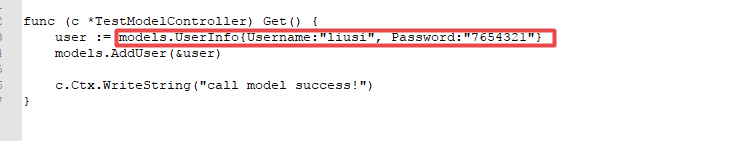 func (c *TestModelController) Get() {
user := models.UserInfo{Username:"liusi", Password:"7654321"}
models.AddUser(&user)
c.Ctx.WriteString("call model success!")
}